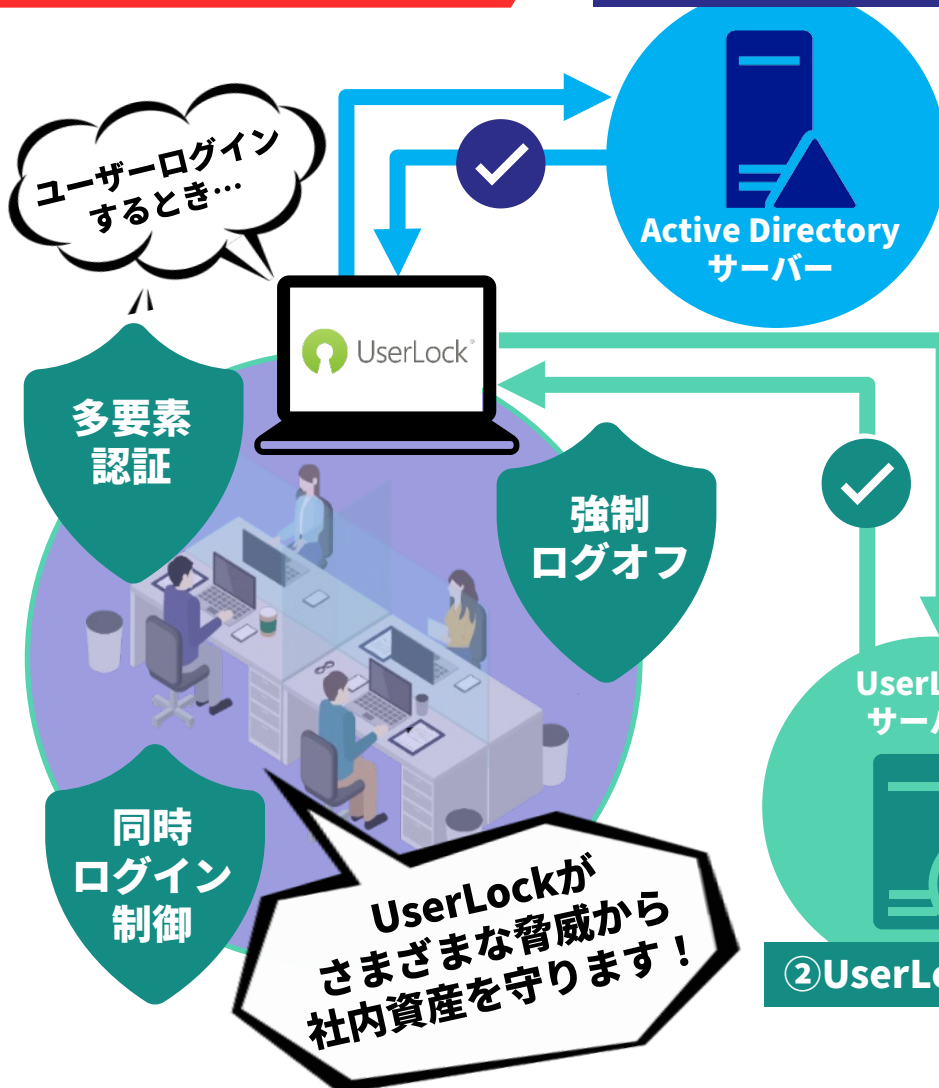 ユーザーログイン
するとき…
Active Directory
サーバー
UserLock
多要素
認証
強制
ログオフ
同時
ログイン
制御
UserLockが
さまざまな脅威から
社内資産を守ります！